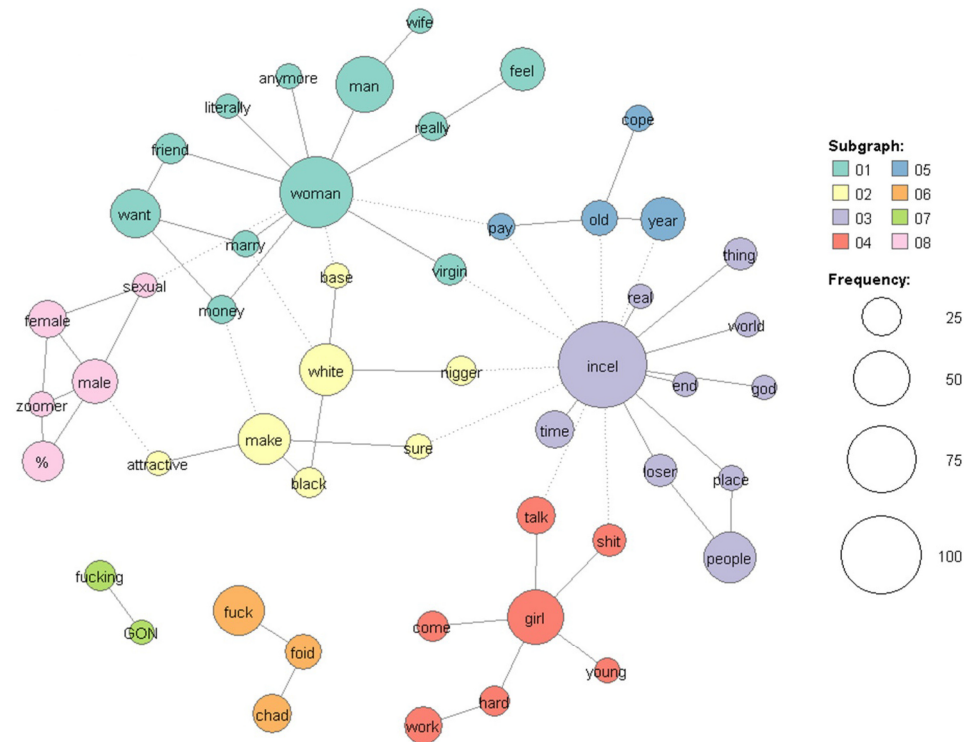 wife
man
feel
anymore
literally
really
friend
cope
woman
want
pay
old
year
marry
thing
sexual
base
virgin
real
money
female
world
white
nigger
incel
male
end
god
zoomer
time
make
sure
%
attractive
black
loser
place
talk
shit
people
fucking
fuck
girl
GON
come
foid
young
chad
hard
work
Subgraph:
01 05
02 06
03 07
04 08
Frequency:
25
50
75
100